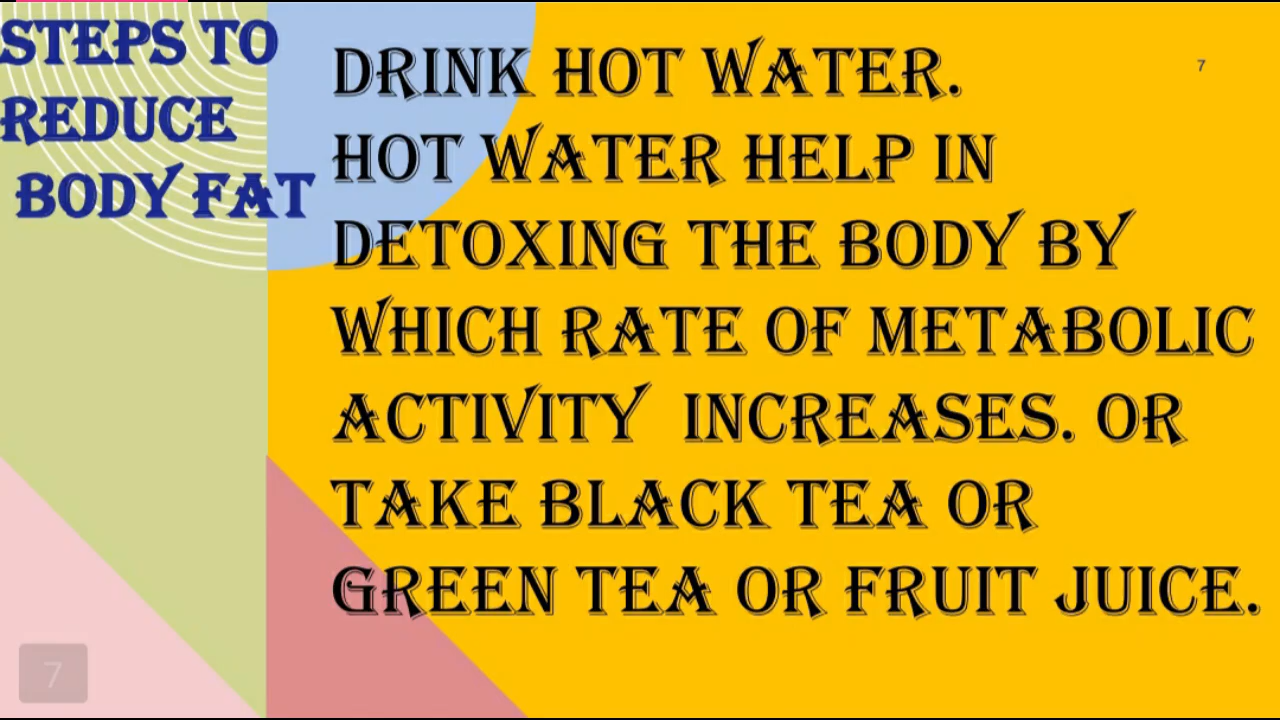 STEPS TO
REDUCE
BODY FAT
DRINK HOT WATER.
HOT WATER HELP IN
DETOXING THE BODY BY
WHICH RATE OF METABOLIC
ACTIVITY  INCREASES. OR
TAKE BLACK TEA OR
GREEN TEA OR FRUIT JUICE.
7
7